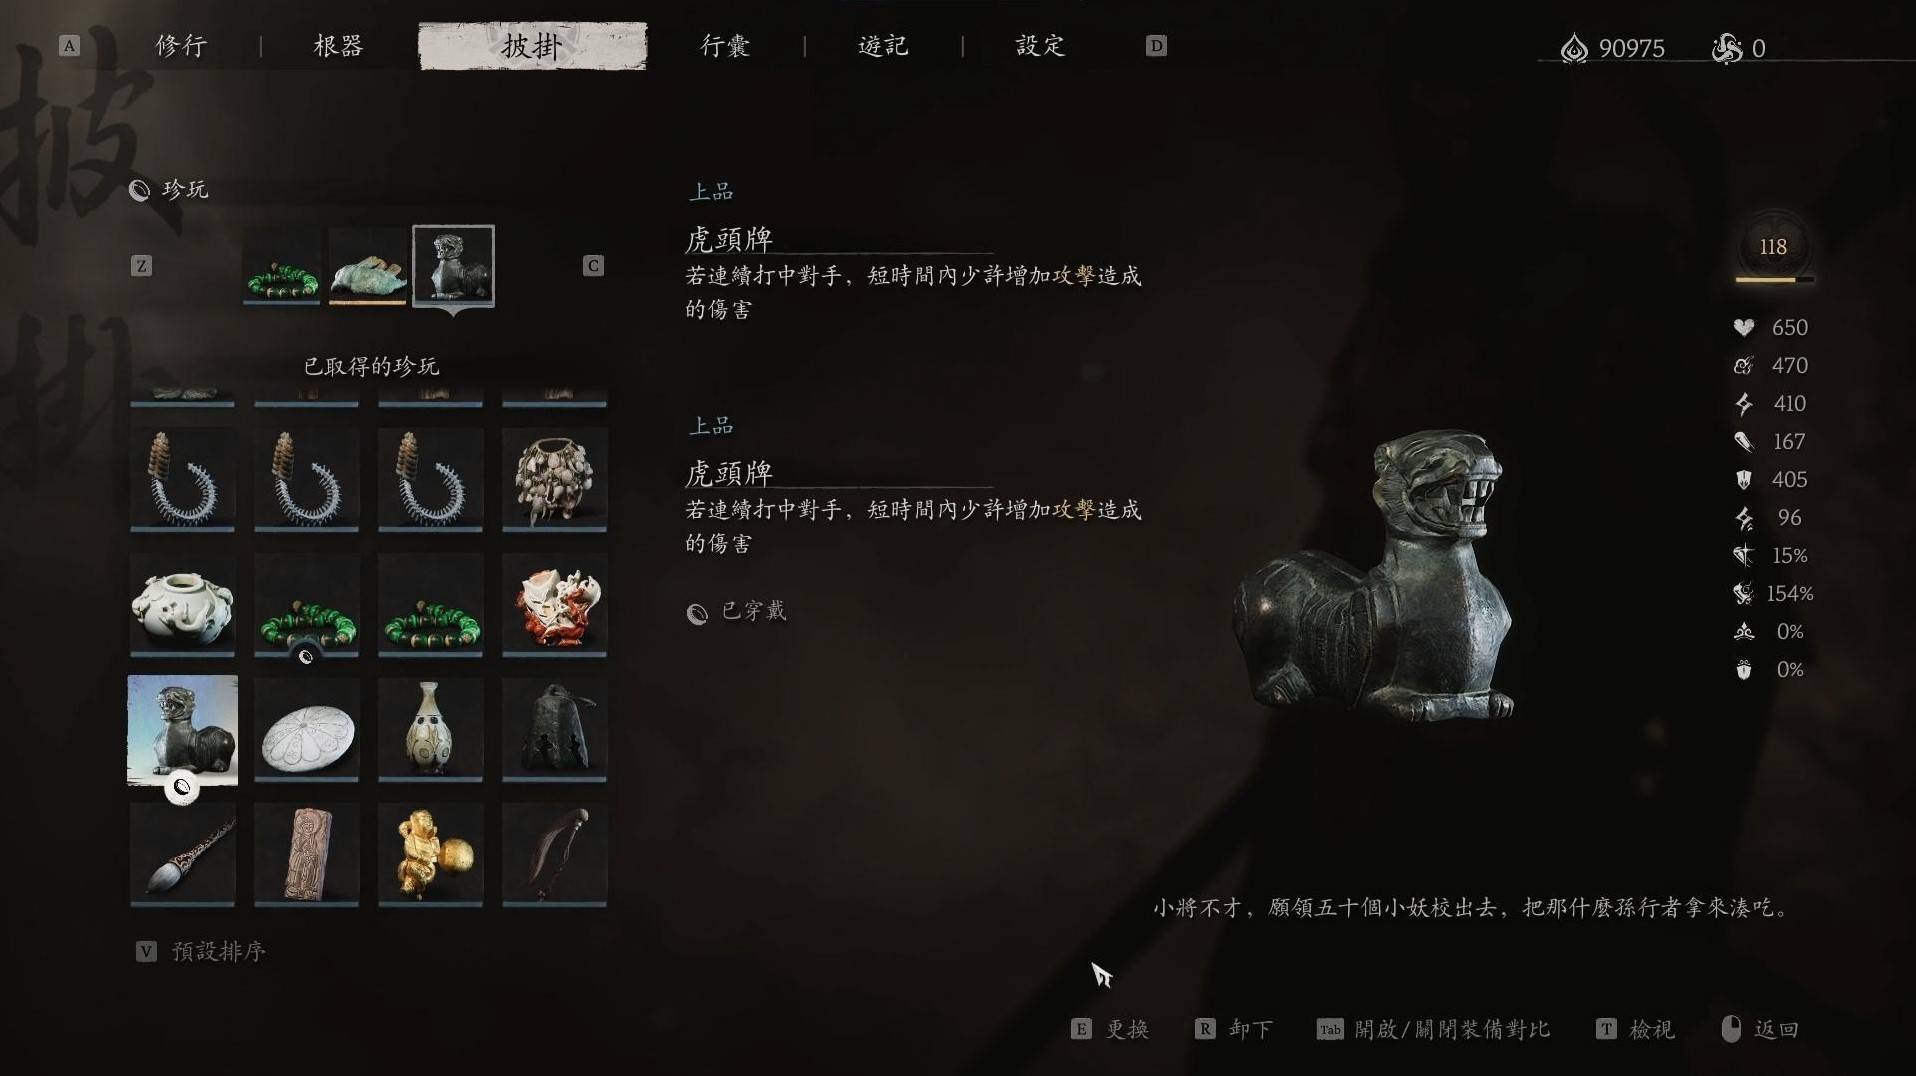 A 修行 | 根器 披掛 行囊 | 遊記 | 設定 D 90975 0
披掛
珍玩
Z C
已取得的珍玩
V 預設排序
上品
虎頭牌
若連續打中對手，短時間內少許增加攻擊造成
的傷害
上品
虎頭牌
若連續打中對手，短時間內少許增加攻擊造成
的傷害
已穿戴
118
650
470
410
167
405
96
15%
154%
0%
0%
小將不才，願領五十個小妖校出去，把那什麼孫行者拿來湊吃。
E 更換 R 卸下 Tab 開啟/關閉裝備對比 T 檢視 返回